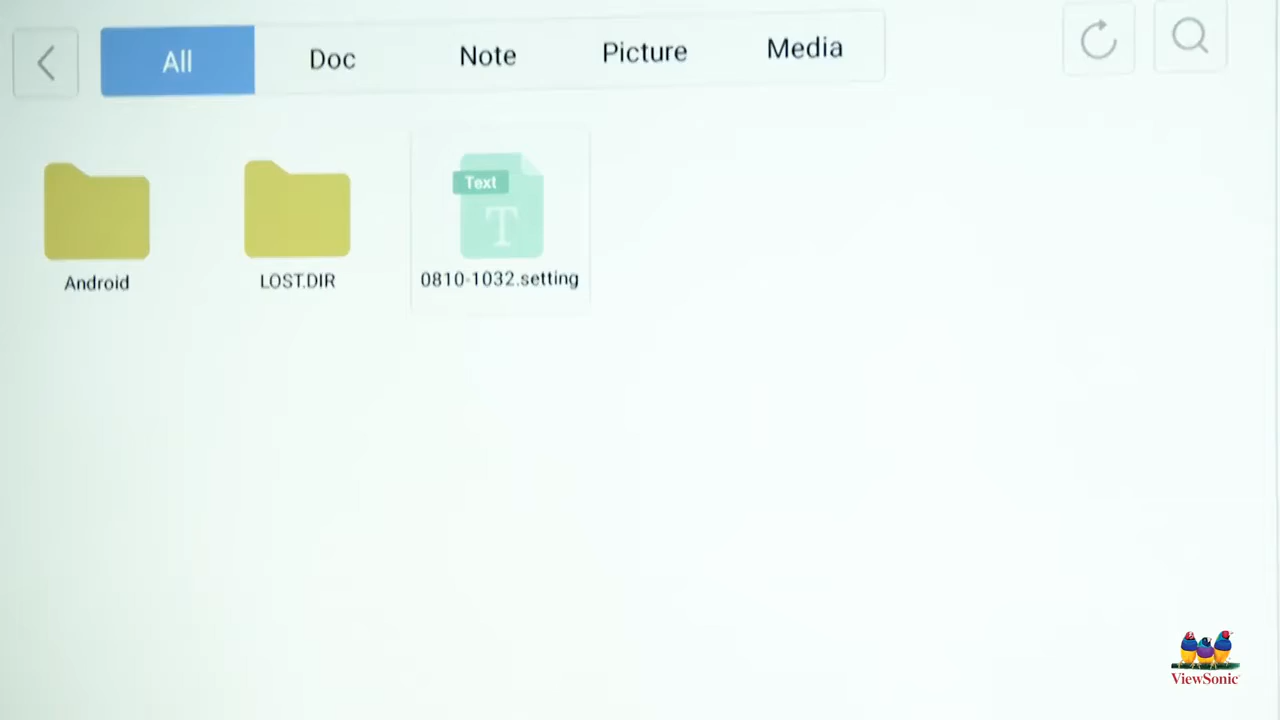 All
Doc
Note
Picture
Media
Text
T
Android
LOST.DIR
0810-1032.setting
ViewSonic